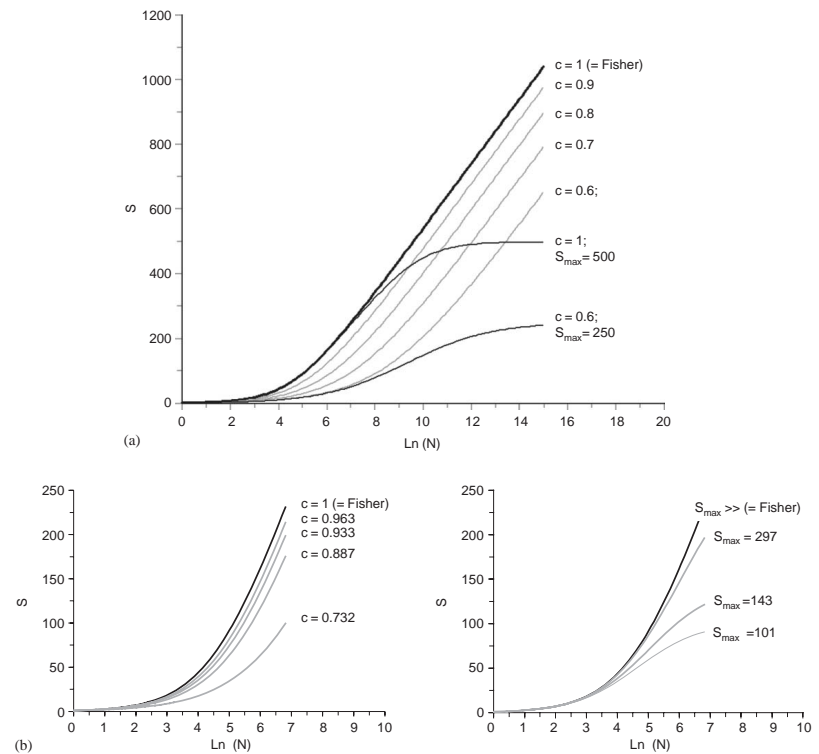 1200
1000
800
600
400
200
0
S
0 2 4 6 8 10 12 14 16 18 20
Ln (N)
c = 1 (= Fisher)
c = 0.9
c = 0.8
c = 0.7
c = 0.6;
c = 1;
Smax = 500
c = 0.6;
Smax = 250
(a)
250
200
150
100
50
0
S
0 1 2 3 4 5 6 7 8 9 10
Ln (N)
c = 1 (= Fisher)
c = 0.963
c = 0.933
c = 0.887
c = 0.732
(b)
250
200
150
100
50
0
S
0 1 2 3 4 5 6 7 8 9 10
Ln (N)
Smax >> (= Fisher)
Smax = 297
Smax =143
Smax =101